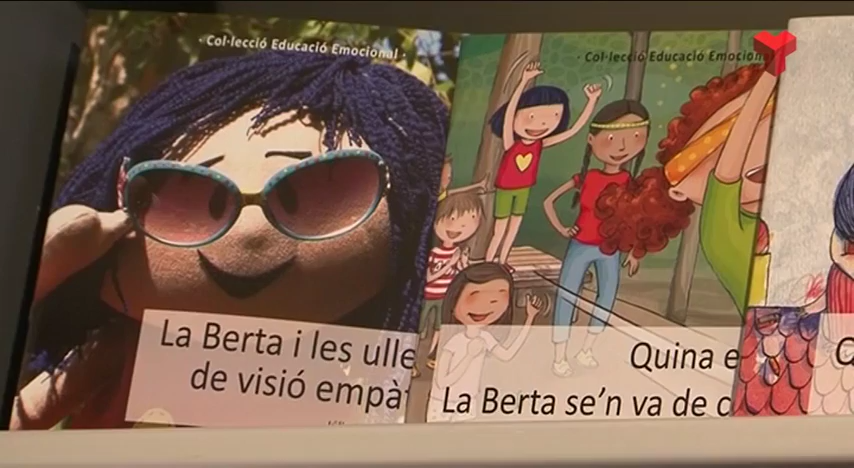 · Col·lecció Educació Emocional ·
La Berta i les ulle
de visió empà
· Col·lecció Educació Emocion
Quina e
La Berta se'n va de c